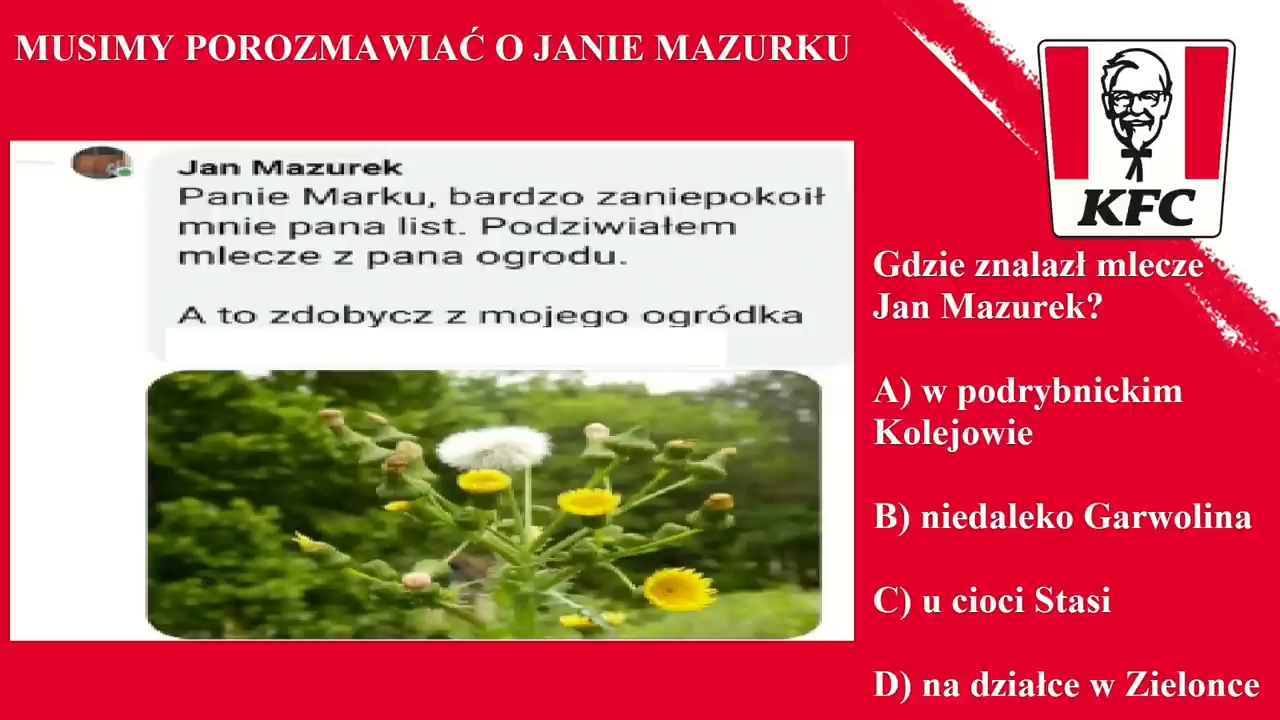 MUSIMY POROZMAWIAĆ O JANIE MAZURKU
Jan Mazurek
Panie Marku, bardzo zaniepokoił
mnie pana list. Podziwiałem
mlecze z pana ogrodu.
A to zdobycz z mojego ogródka
KFC
Gdzie znalazł mlecze
Jan Mazurek?
A) w podrybnickim
Kolejowie
B) niedaleko Garwolina
C) u cioci Stasi
D) na działce w Zielonce